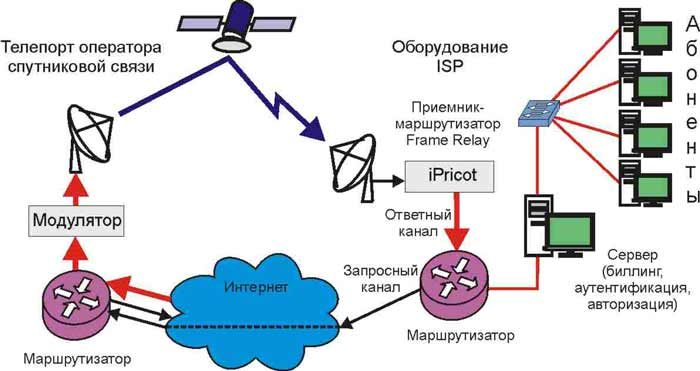 Телепорт оператора
спутниковой связи
Оборудование
ISP
Приемник-
маршрутизатор
Frame Relay
iPricot
Абоненты
Модулятор
Ответный
канал
Запросный
канал
Интернет
Сервер
(биллинг,
аутентификация,
авторизация)
Маршрутизатор
Маршрутизатор